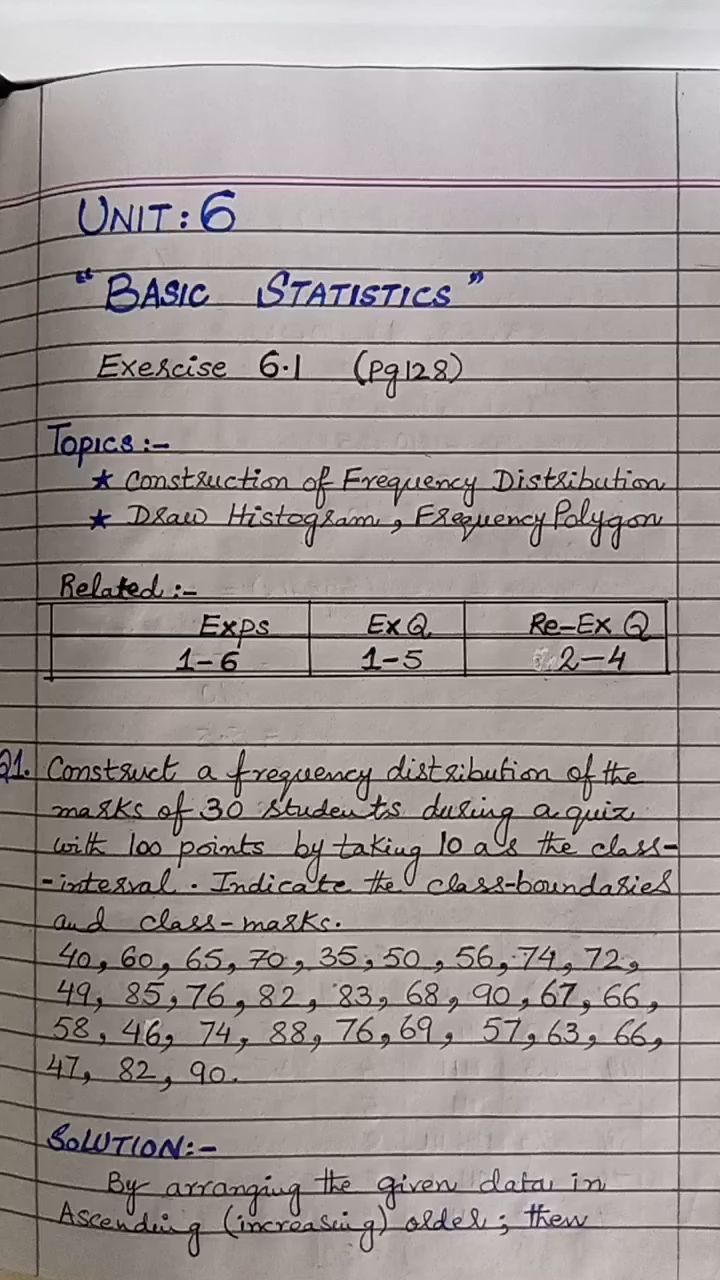 UNIT: 6
"BASIC STATISTICS"
Exercise 6.1 (Pg128)
TOPICS:-
★ Construction of Frequency Distribution
★ Draw Histogram, Frequency Polygon
Related:-
Exps Ex Q Re-Ex Q
1-6 1-5 2-4
Q1. Construct a frequency distribution of the
marks of 30 students during a quiz
with 100 points by taking 10 as the class-
-interval. Indicate the class-boundaries
and class-marks.
40, 60, 65, 70, 35, 50, 56, 74, 72,
49, 85, 76, 82, 83, 68, 90, 67, 66,
58, 46, 74, 88, 76, 69, 57, 63, 66,
47, 82, 90.
SOLUTION:-
By arranging the given data in
Ascending (increasing) order; then